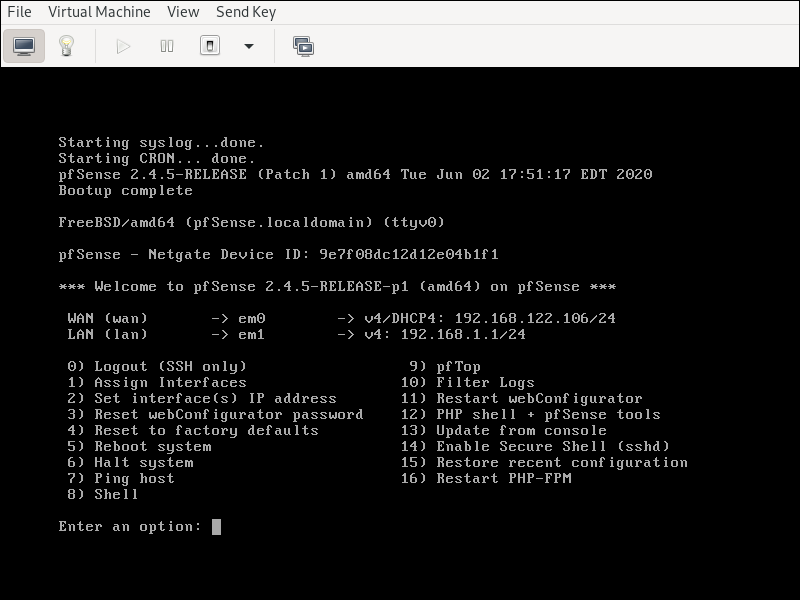 File Virtual Machine View Send Key
Starting syslog...done.
Starting CRON... done.
pfSense 2.4.5-RELEASE (Patch 1) amd64 Tue Jun 02 17:51:17 EDT 2020
Bootup complete
FreeBSD/amd64 (pfSense.localdomain) (ttyv0)
pfSense - Netgate Device ID: 9e7f08dc12d12e04b1f1
*** Welcome to pfSense 2.4.5-RELEASE-p1 (amd64) on pfSense ***
WAN (wan) -> em0 -> v4/DHCP4: 192.168.122.106/24
LAN (lan) -> em1 -> v4: 192.168.1.1/24
0) Logout (SSH only) 9) pfTop
1) Assign Interfaces 10) Filter Logs
2) Set interface(s) IP address 11) Restart webConfigurator
3) Reset webConfigurator password 12) PHP shell + pfSense tools
4) Reset to factory defaults 13) Update from console
5) Reboot system 14) Enable Secure Shell (sshd)
6) Halt system 15) Restore recent configuration
7) Ping host 16) Restart PHP-FPM
8) Shell
Enter an option: